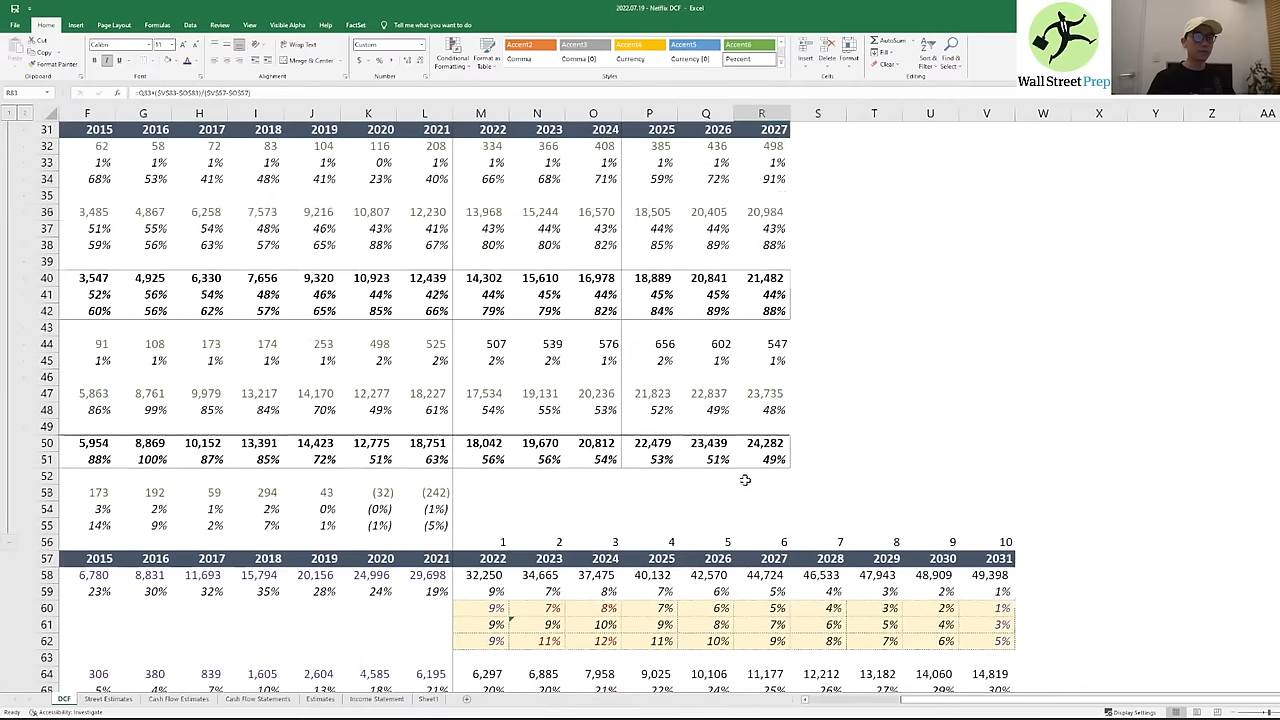 2022.07.19 - Netflix DCF - Excel
File Home Insert Page Layout Formulas Data Review View Visible Alpha Help FactSet Tell me what you want to do
Cut
Copy
Format Painter
Clipboard
Calibri 11
Font
Wrap Text
Merge & Center
Alignment
Custom
Number
Conditional Formatting
Format as Table
Accent2 Accent3 Accent4 Accent5 Accent6
Comma Comma [0] Currency Currency [0] Percent
Styles
Insert Delete Format
Cells
AutoSum
Fill
Clear
Sort & Filter
Find & Select
Editing
Wall Street Prep
R83
F G H I J K L M N O P Q R S T U V W X Y Z AA
31 2015 2016 2017 2018 2019 2020 2021 2022 2023 2024 2025 2026 2027
32 62 58 72 83 104 116 208 334 366 408 385 436 498
33 1% 1% 1% 1% 1% 0% 1% 1% 1% 1% 1% 1% 1%
34 68% 53% 41% 48% 41% 23% 40% 66% 68% 71% 59% 72% 91%
35
36 3,485 4,867 6,258 7,573 9,216 10,807 12,230 13,968 15,244 16,570 18,505 20,405 20,984
37 51% 55% 54% 48% 46% 43% 41% 43% 44% 43% 44% 44% 43%
38 59% 56% 63% 57% 65% 88% 67% 80% 80% 82% 85% 89% 88%
39
40 3,547 4,925 6,330 7,656 9,320 10,923 12,439 14,302 15,610 16,978 18,889 20,841 21,482
41 52% 56% 54% 48% 46% 44% 42% 44% 45% 44% 45% 45% 44%
42 60% 56% 62% 57% 65% 85% 66% 79% 79% 82% 84% 89% 88%
43
44 91 108 173 174 253 498 525 507 539 576 656 602 547
45 1% 1% 1% 1% 1% 2% 2% 2% 2% 1% 2% 1% 1%
46
47 5,863 8,761 9,979 13,217 14,170 12,277 18,227 17,534 19,131 20,236 21,823 22,837 23,735
48 86% 99% 85% 84% 70% 49% 61% 54% 55% 53% 52% 49% 48%
49
50 5,954 8,869 10,152 13,391 14,423 12,775 18,751 18,042 19,670 20,812 22,479 23,439 24,282
51 88% 100% 87% 85% 72% 51% 63% 56% 56% 54% 53% 51% 49%
52
53 173 192 59 294 43 (32) (242)
54 3% 2% 1% 2% 0% (0%) (1%)
55 14% 9% 2% 7% 1% (1%) (5%)
56 1 2 3 4 5 6 7 8 9 10
57 2015 2016 2017 2018 2019 2020 2021 2022 2023 2024 2025 2026 2027 2028 2029 2030 2031
58 6,780 8,831 11,693 15,794 20,156 24,996 29,698 32,250 34,665 37,475 40,132 42,570 44,724 46,533 47,943 48,909 49,398
59 23% 30% 32% 35% 28% 24% 19% 9% 7% 8% 7% 6% 5% 4% 3% 2% 1%
60 9% 7% 8% 7% 6% 5% 4% 3% 2% 1%
61 9% 9% 10% 9% 8% 7% 6% 5% 4% 3%
62 9% 11% 12% 11% 10% 9% 8% 7% 6% 5%
63
64 306 380 839 1,605 2,604 4,585 6,195 6,297 6,885 7,958 9,025 10,106 11,177 12,212 13,182 14,060 14,819
DCF Street Estimates Cash Flow Estimates Cash Flow Statements Estimates Income Statement Sheet1
Ready Accessibility: Investigate Display Settings